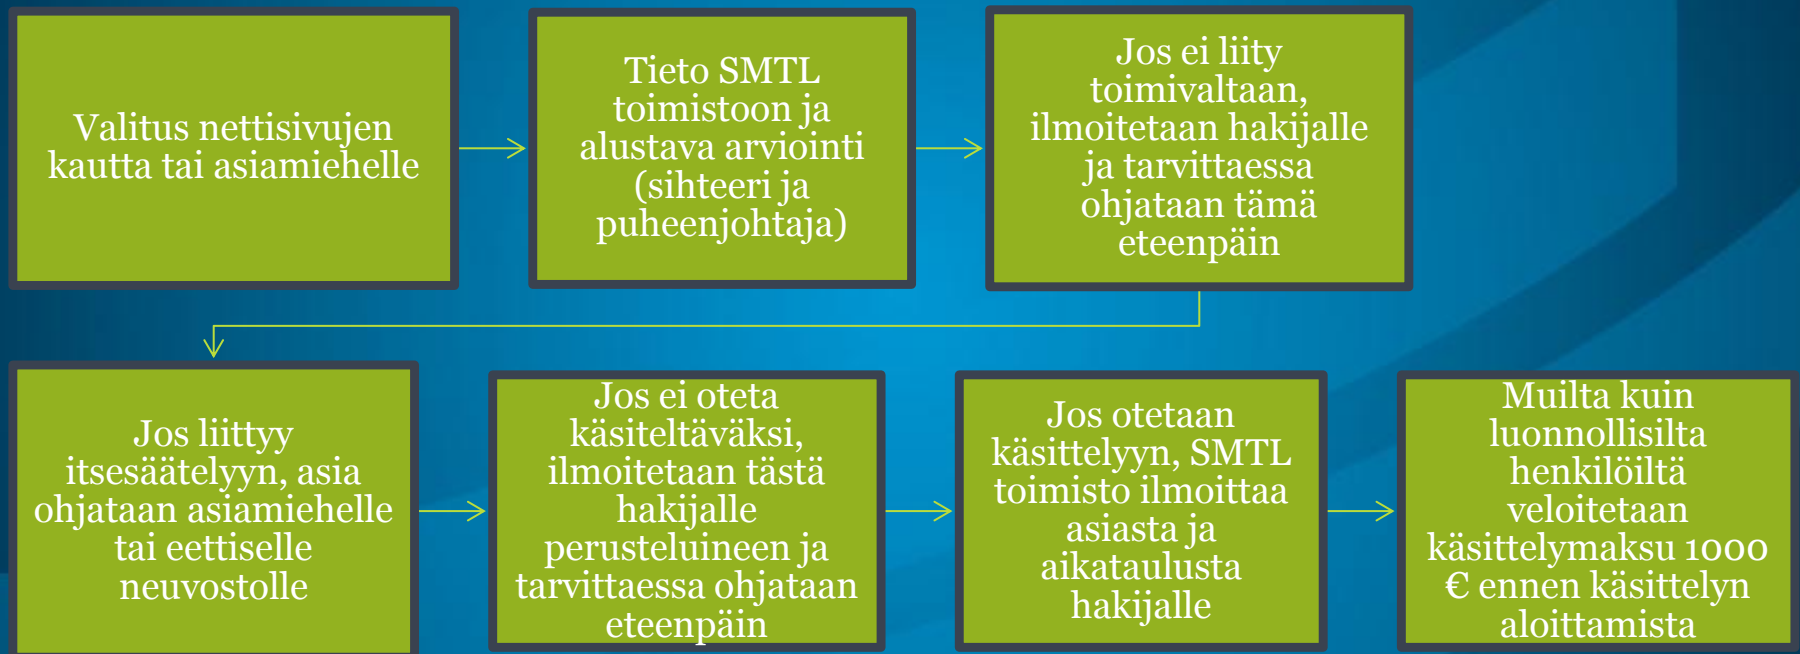 Valitus nettisivujen
kautta tai asiamiehelle
Tieto SMTL
toimistoon ja
alustava arviointi
(sihteeri ja
puheenjohtaja)
Jos ei liity
toimivaltaan,
ilmoitetaan hakijalle
ja tarvittaessa
ohjataan tämä
eteenpäin
Jos liittyy
itsesäätelyyn, asia
ohjataan asiamiehelle
tai eettiselle
neuvostolle
Jos ei oteta
käsiteltäväksi,
ilmoitetaan tästä
hakijalle
perusteluineen ja
tarvittaessa ohjataan
eteenpäin
Jos otetaan
käsittelyyn, SMTL
toimisto ilmoittaa
asiasta ja
aikataulusta
hakijalle
Muilta kuin
luonnollisilta
henkilöiltä
veloitetaan
käsittelymaksu 1000
€ ennen käsittelyn
aloittamista